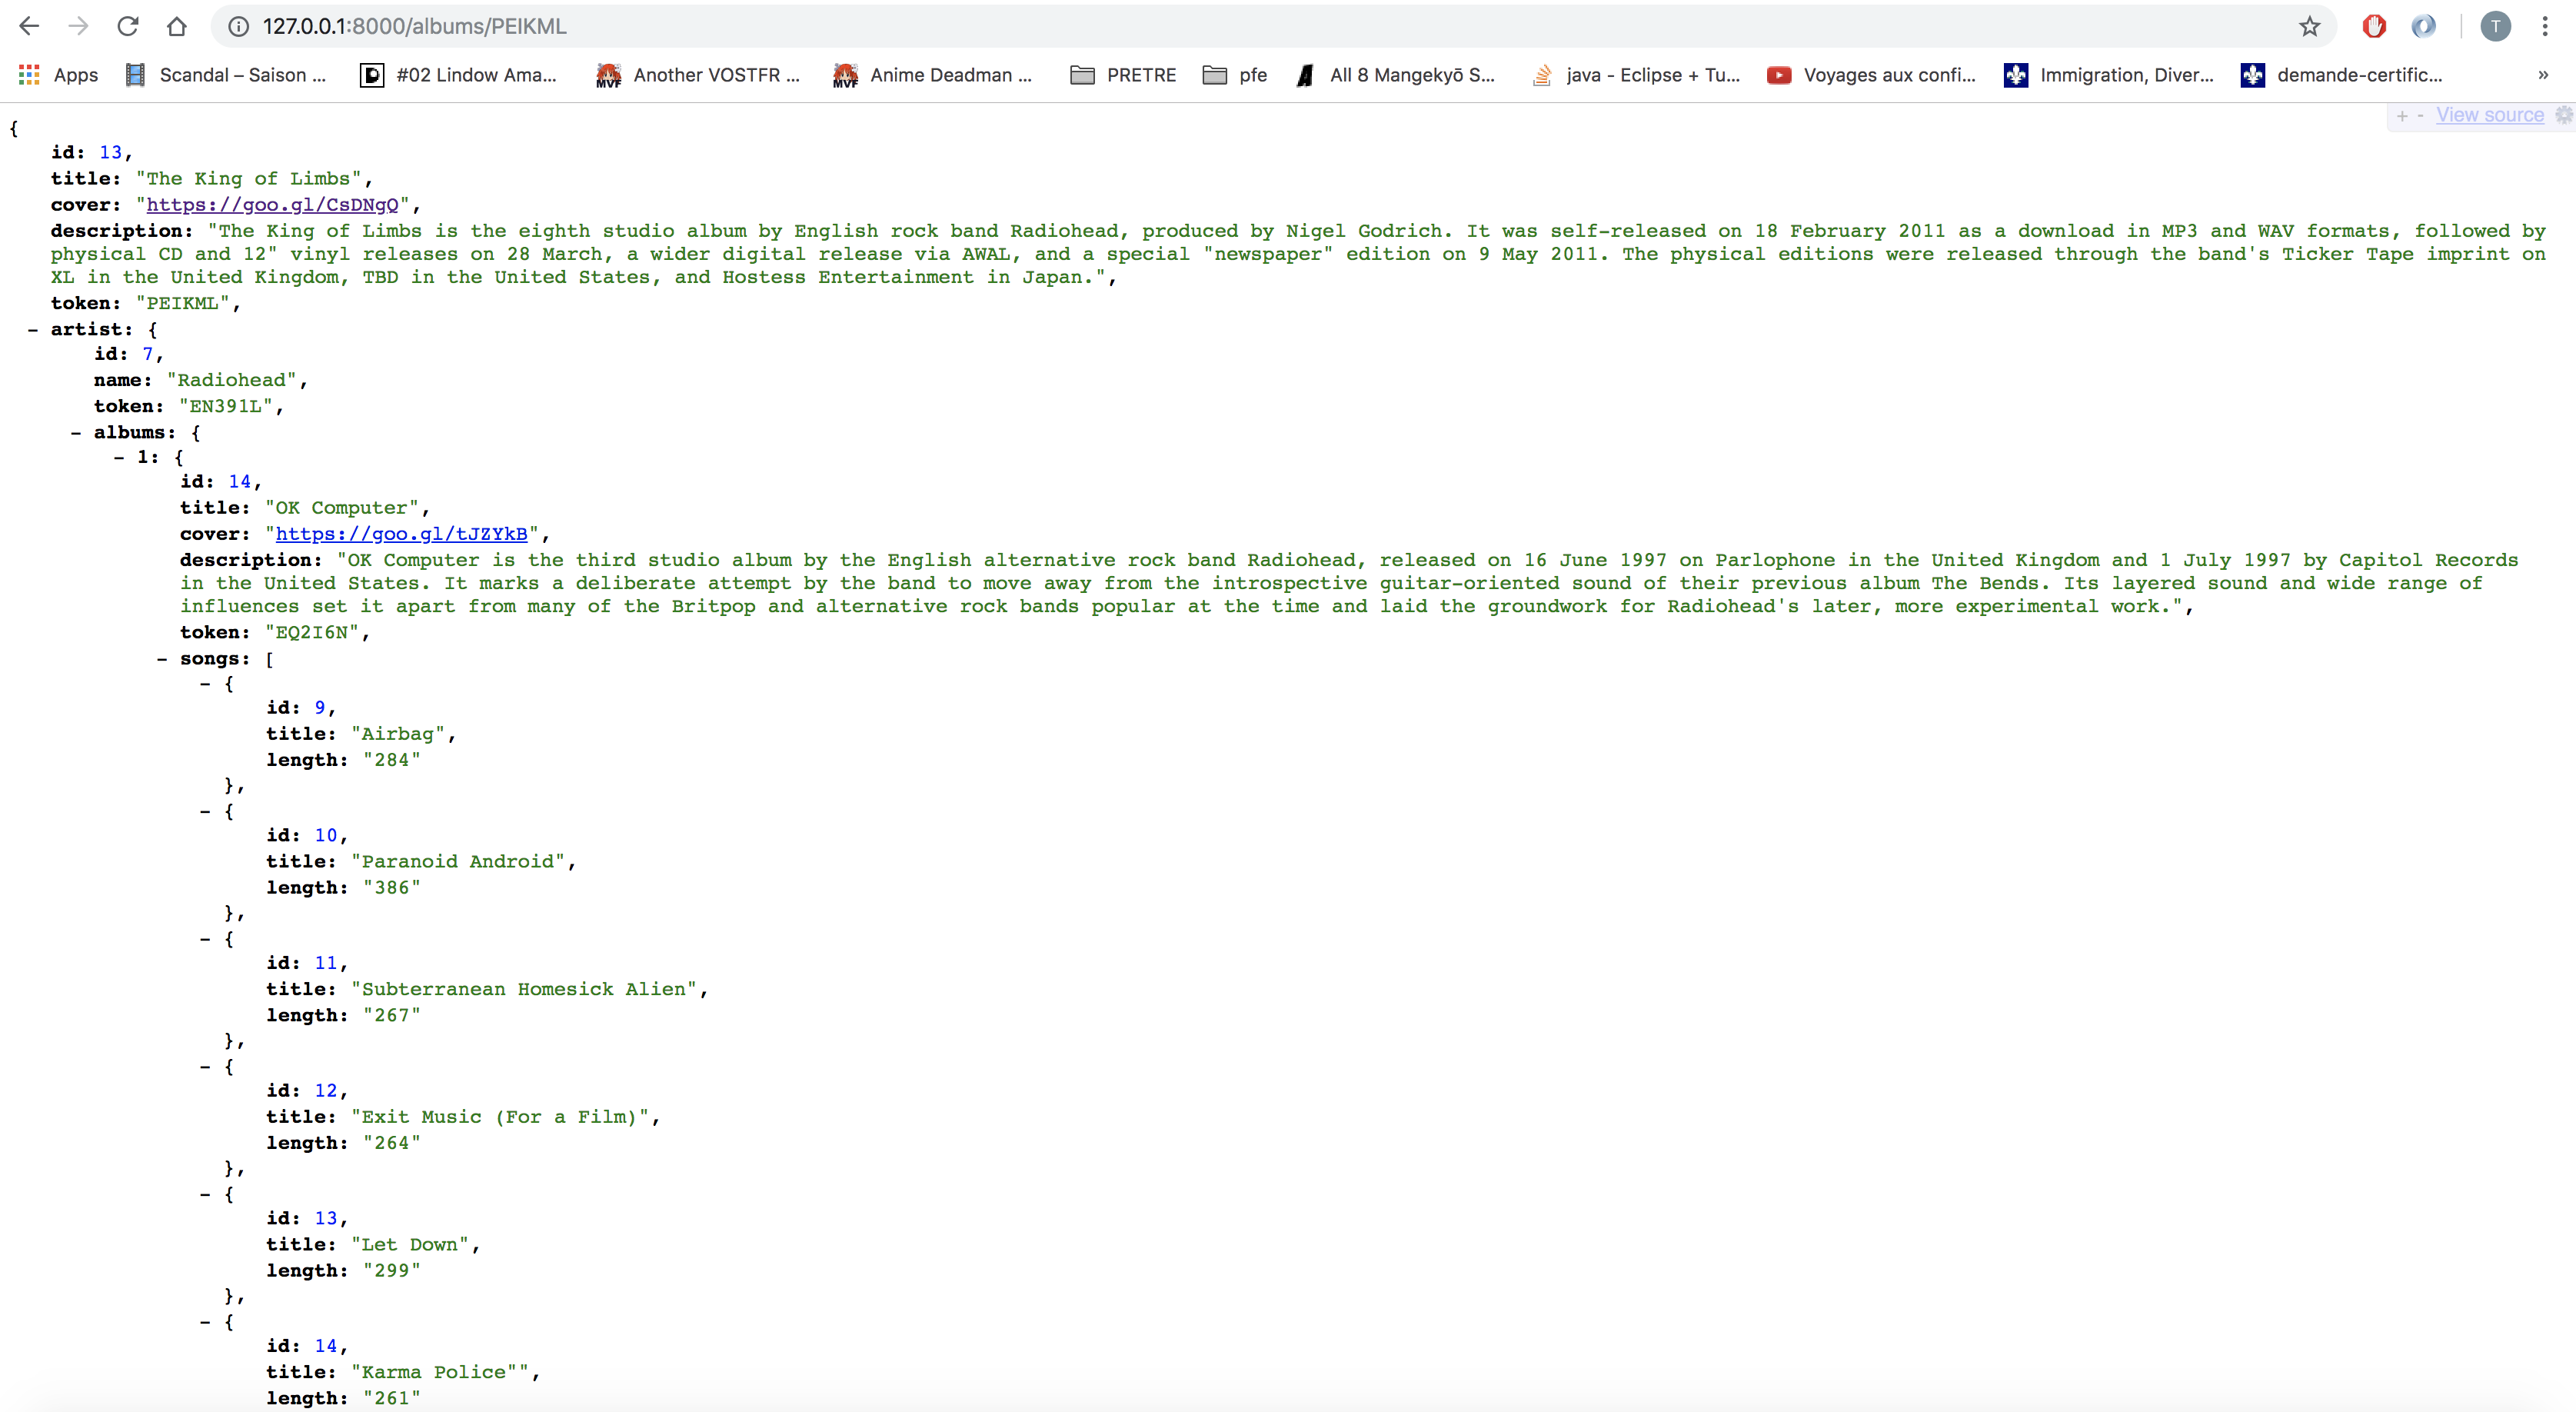 127.0.0.1:8000/albums/PEIKML
T
Apps Scandal – Saison ... #02 Lindow Ama... Another VOSTFR ... Anime Deadman ... PRETRE pfe All 8 Mangekyō S... java - Eclipse + Tu... Voyages aux confi... Immigration, Diver... demande-certific... »
+ - View source
{
id: 13,
title: "The King of Limbs",
cover: "https://goo.gl/CsDNgQ",
description: "The King of Limbs is the eighth studio album by English rock band Radiohead, produced by Nigel Godrich. It was self-released on 18 February 2011 as a download in MP3 and WAV formats, followed by
physical CD and 12" vinyl releases on 28 March, a wider digital release via AWAL, and a special "newspaper" edition on 9 May 2011. The physical editions were released through the band's Ticker Tape imprint on
XL in the United Kingdom, TBD in the United States, and Hostess Entertainment in Japan.",
token: "PEIKML",
- artist: {
id: 7,
name: "Radiohead",
token: "EN391L",
- albums: {
- 1: {
id: 14,
title: "OK Computer",
cover: "https://goo.gl/tJZYkB",
description: "OK Computer is the third studio album by the English alternative rock band Radiohead, released on 16 June 1997 on Parlophone in the United Kingdom and 1 July 1997 by Capitol Records
in the United States. It marks a deliberate attempt by the band to move away from the introspective guitar-oriented sound of their previous album The Bends. Its layered sound and wide range of
influences set it apart from many of the Britpop and alternative rock bands popular at the time and laid the groundwork for Radiohead's later, more experimental work.",
token: "EQ2I6N",
- songs: [
- {
id: 9,
title: "Airbag",
length: "284"
},
- {
id: 10,
title: "Paranoid Android",
length: "386"
},
- {
id: 11,
title: "Subterranean Homesick Alien",
length: "267"
},
- {
id: 12,
title: "Exit Music (For a Film)",
length: "264"
},
- {
id: 13,
title: "Let Down",
length: "299"
},
- {
id: 14,
title: "Karma Police"",
length: "261"